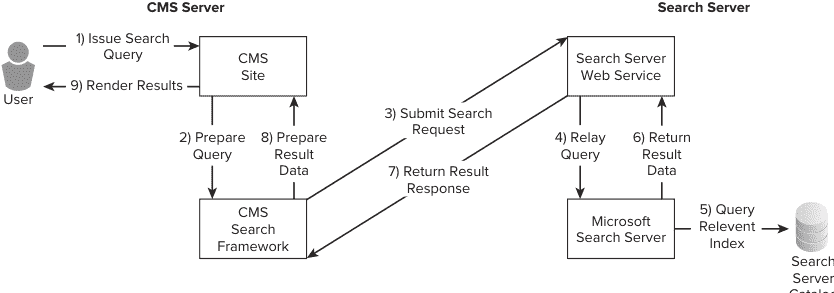 CMS Server
Search Server
1) Issue Search
Query
9) Render Results
User
CMS
Site
2) Prepare
Query
8) Prepare
Result
Data
CMS
Search
Framework
3) Submit Search
Request
7) Return Result
Response
Search Server
Web Service
4) Relay
Query
6) Return
Result
Data
Microsoft
Search Server
5) Query
Relevent
Index
Search
Server